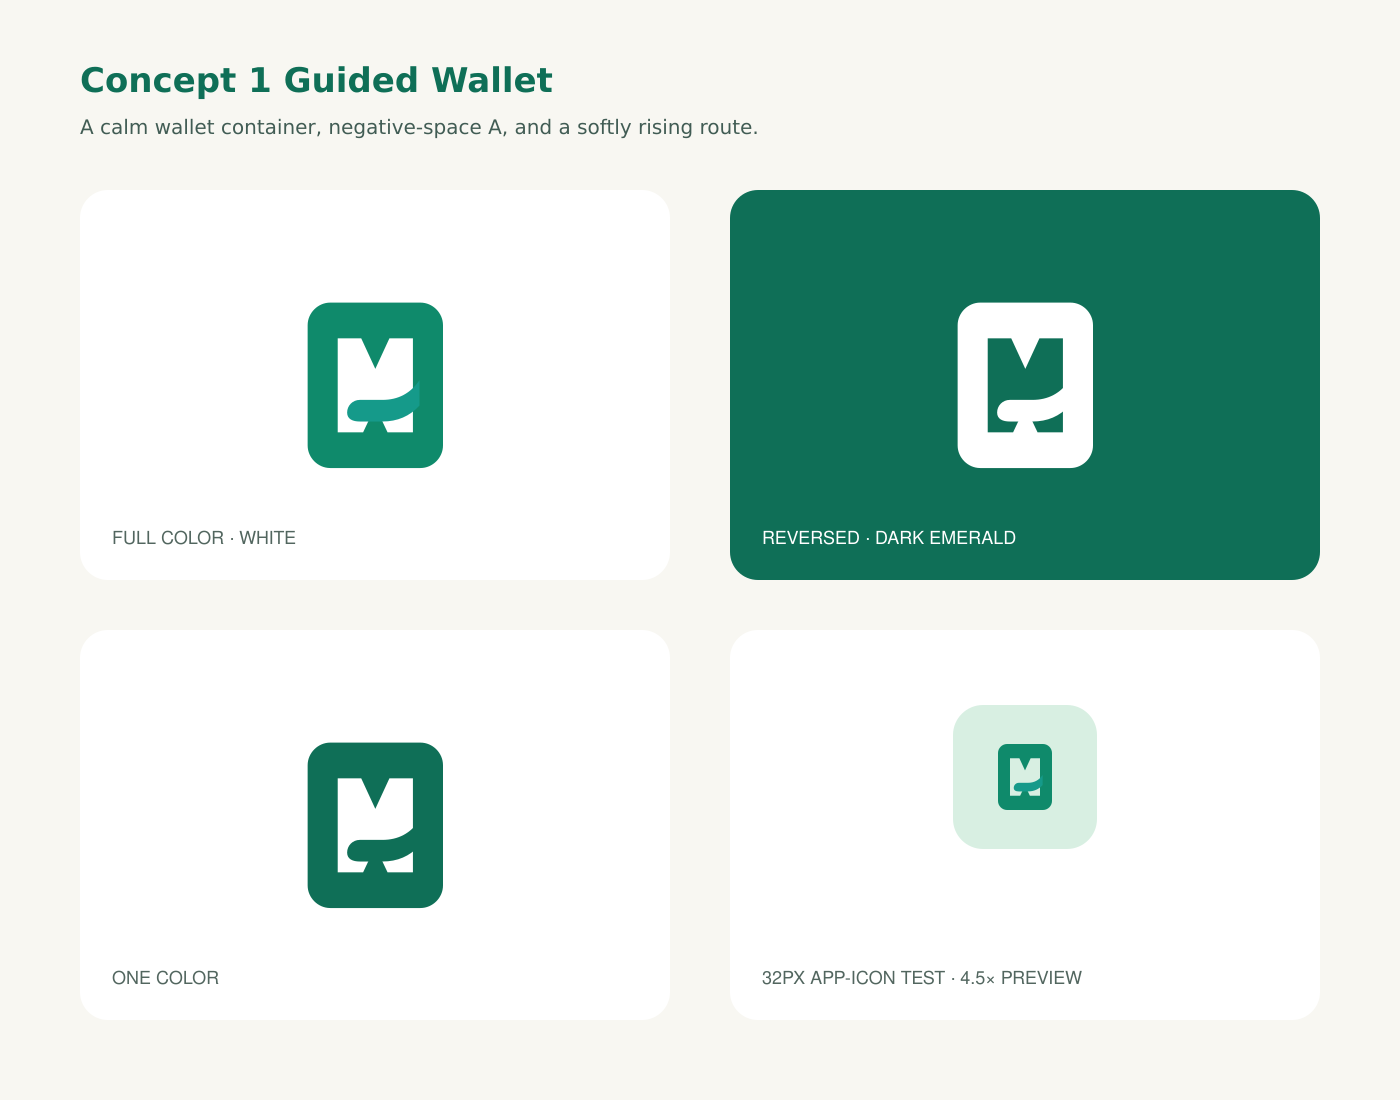 Concept 1 Guided Wallet
A calm wallet container, negative-space A, and a softly rising route.
FULL COLOR · WHITE
REVERSED · DARK EMERALD
ONE COLOR
32PX APP-ICON TEST · 4.5× PREVIEW